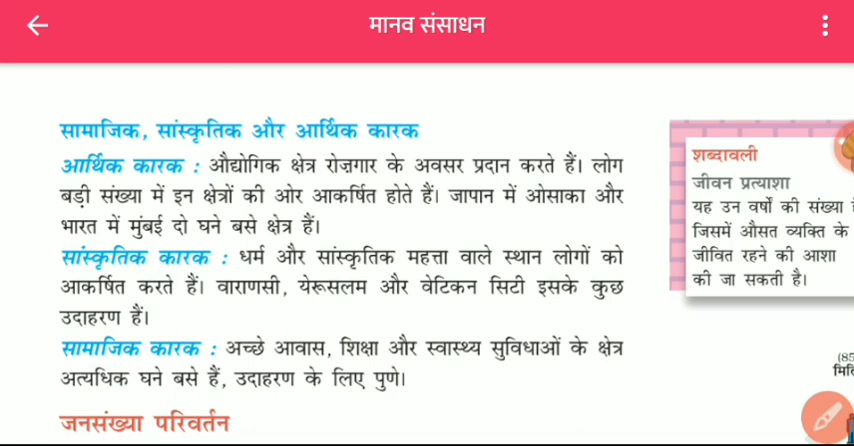 मानव संसाधन
सामाजिक, सांस्कृतिक और आर्थिक कारक
आर्थिक कारक : औद्योगिक क्षेत्र रोज़गार के अवसर प्रदान करते हैं। लोग
बड़ी संख्या में इन क्षेत्रों की ओर आकर्षित होते हैं। जापान में ओसाका और
भारत में मुंबई दो घने बसे क्षेत्र हैं।
सांस्कृतिक कारक : धर्म और सांस्कृतिक महत्ता वाले स्थान लोगों को
आकर्षित करते हैं। वाराणसी, येरूसलम और वेटिकन सिटी इसके कुछ
उदाहरण हैं।
सामाजिक कारक : अच्छे आवास, शिक्षा और स्वास्थ्य सुविधाओं के क्षेत्र
अत्यधिक घने बसे हैं, उदाहरण के लिए पुणे।
जनसंख्या परिवर्तन
शब्दावली
जीवन प्रत्याशा
यह उन वर्षों की संख्या
जिसमें औसत व्यक्ति के
जीवित रहने की आशा
की जा सकती है।
(85